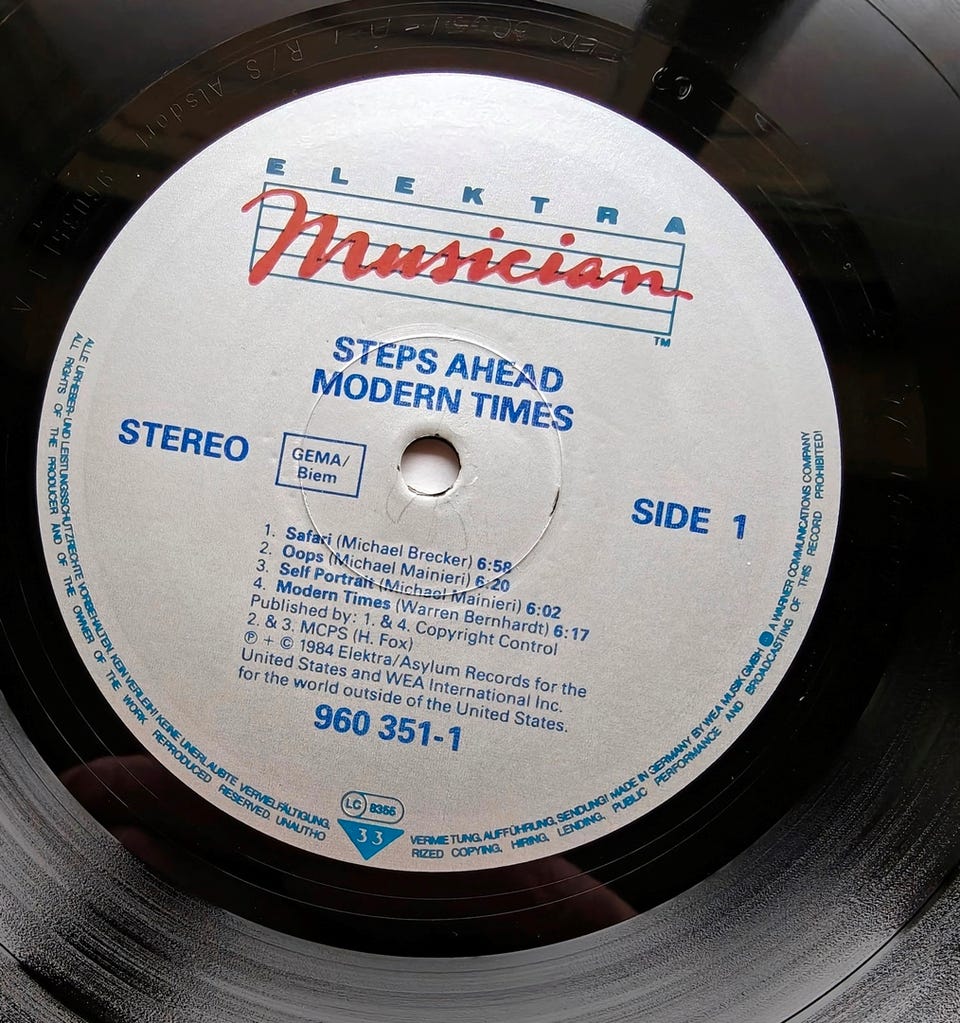 ELEKTRA
Musician
TM
STEPS AHEAD
MODERN TIMES
STEREO
GEMA/
Biem
SIDE 1
1. Safari (Michael Brecker) 6:58
2. Oops (Michael Mainieri) 6:20
3. Self Portrait (Michael Mainieri) 6:02
4. Modern Times (Warren Bernhardt) 6:17
Published by: 1. & 4. Copyright Control
2. & 3. MCPS (H. Fox)
℗ + © 1984 Elektra/Asylum Records for the
United States and WEA International Inc.
for the world outside of the United States.
960 351-1
LC 8355
33
ALLE URHEBER- UND LEISTUNGSSCHUTZRECHTE VORBEHALTEN. KEIN VERLEIH! KEINE UNERLAUBTE VERVIELFÄLTIGUNG,
VERMIETUNG, AUFFÜHRUNG, SENDUNG! MADE IN GERMANY BY WEA MUSIK GMBH A WARNER COMMUNICATIONS COMPANY
ALL RIGHTS OF THE PRODUCER AND OF THE OWNER OF THE WORK REPRODUCED RESERVED. UNAUTHO
RIZED COPYING, HIRING, LENDING, PUBLIC PERFORMANCE AND BROADCASTING OF THIS RECORD PROHIBITED!
R/S Alsdorf